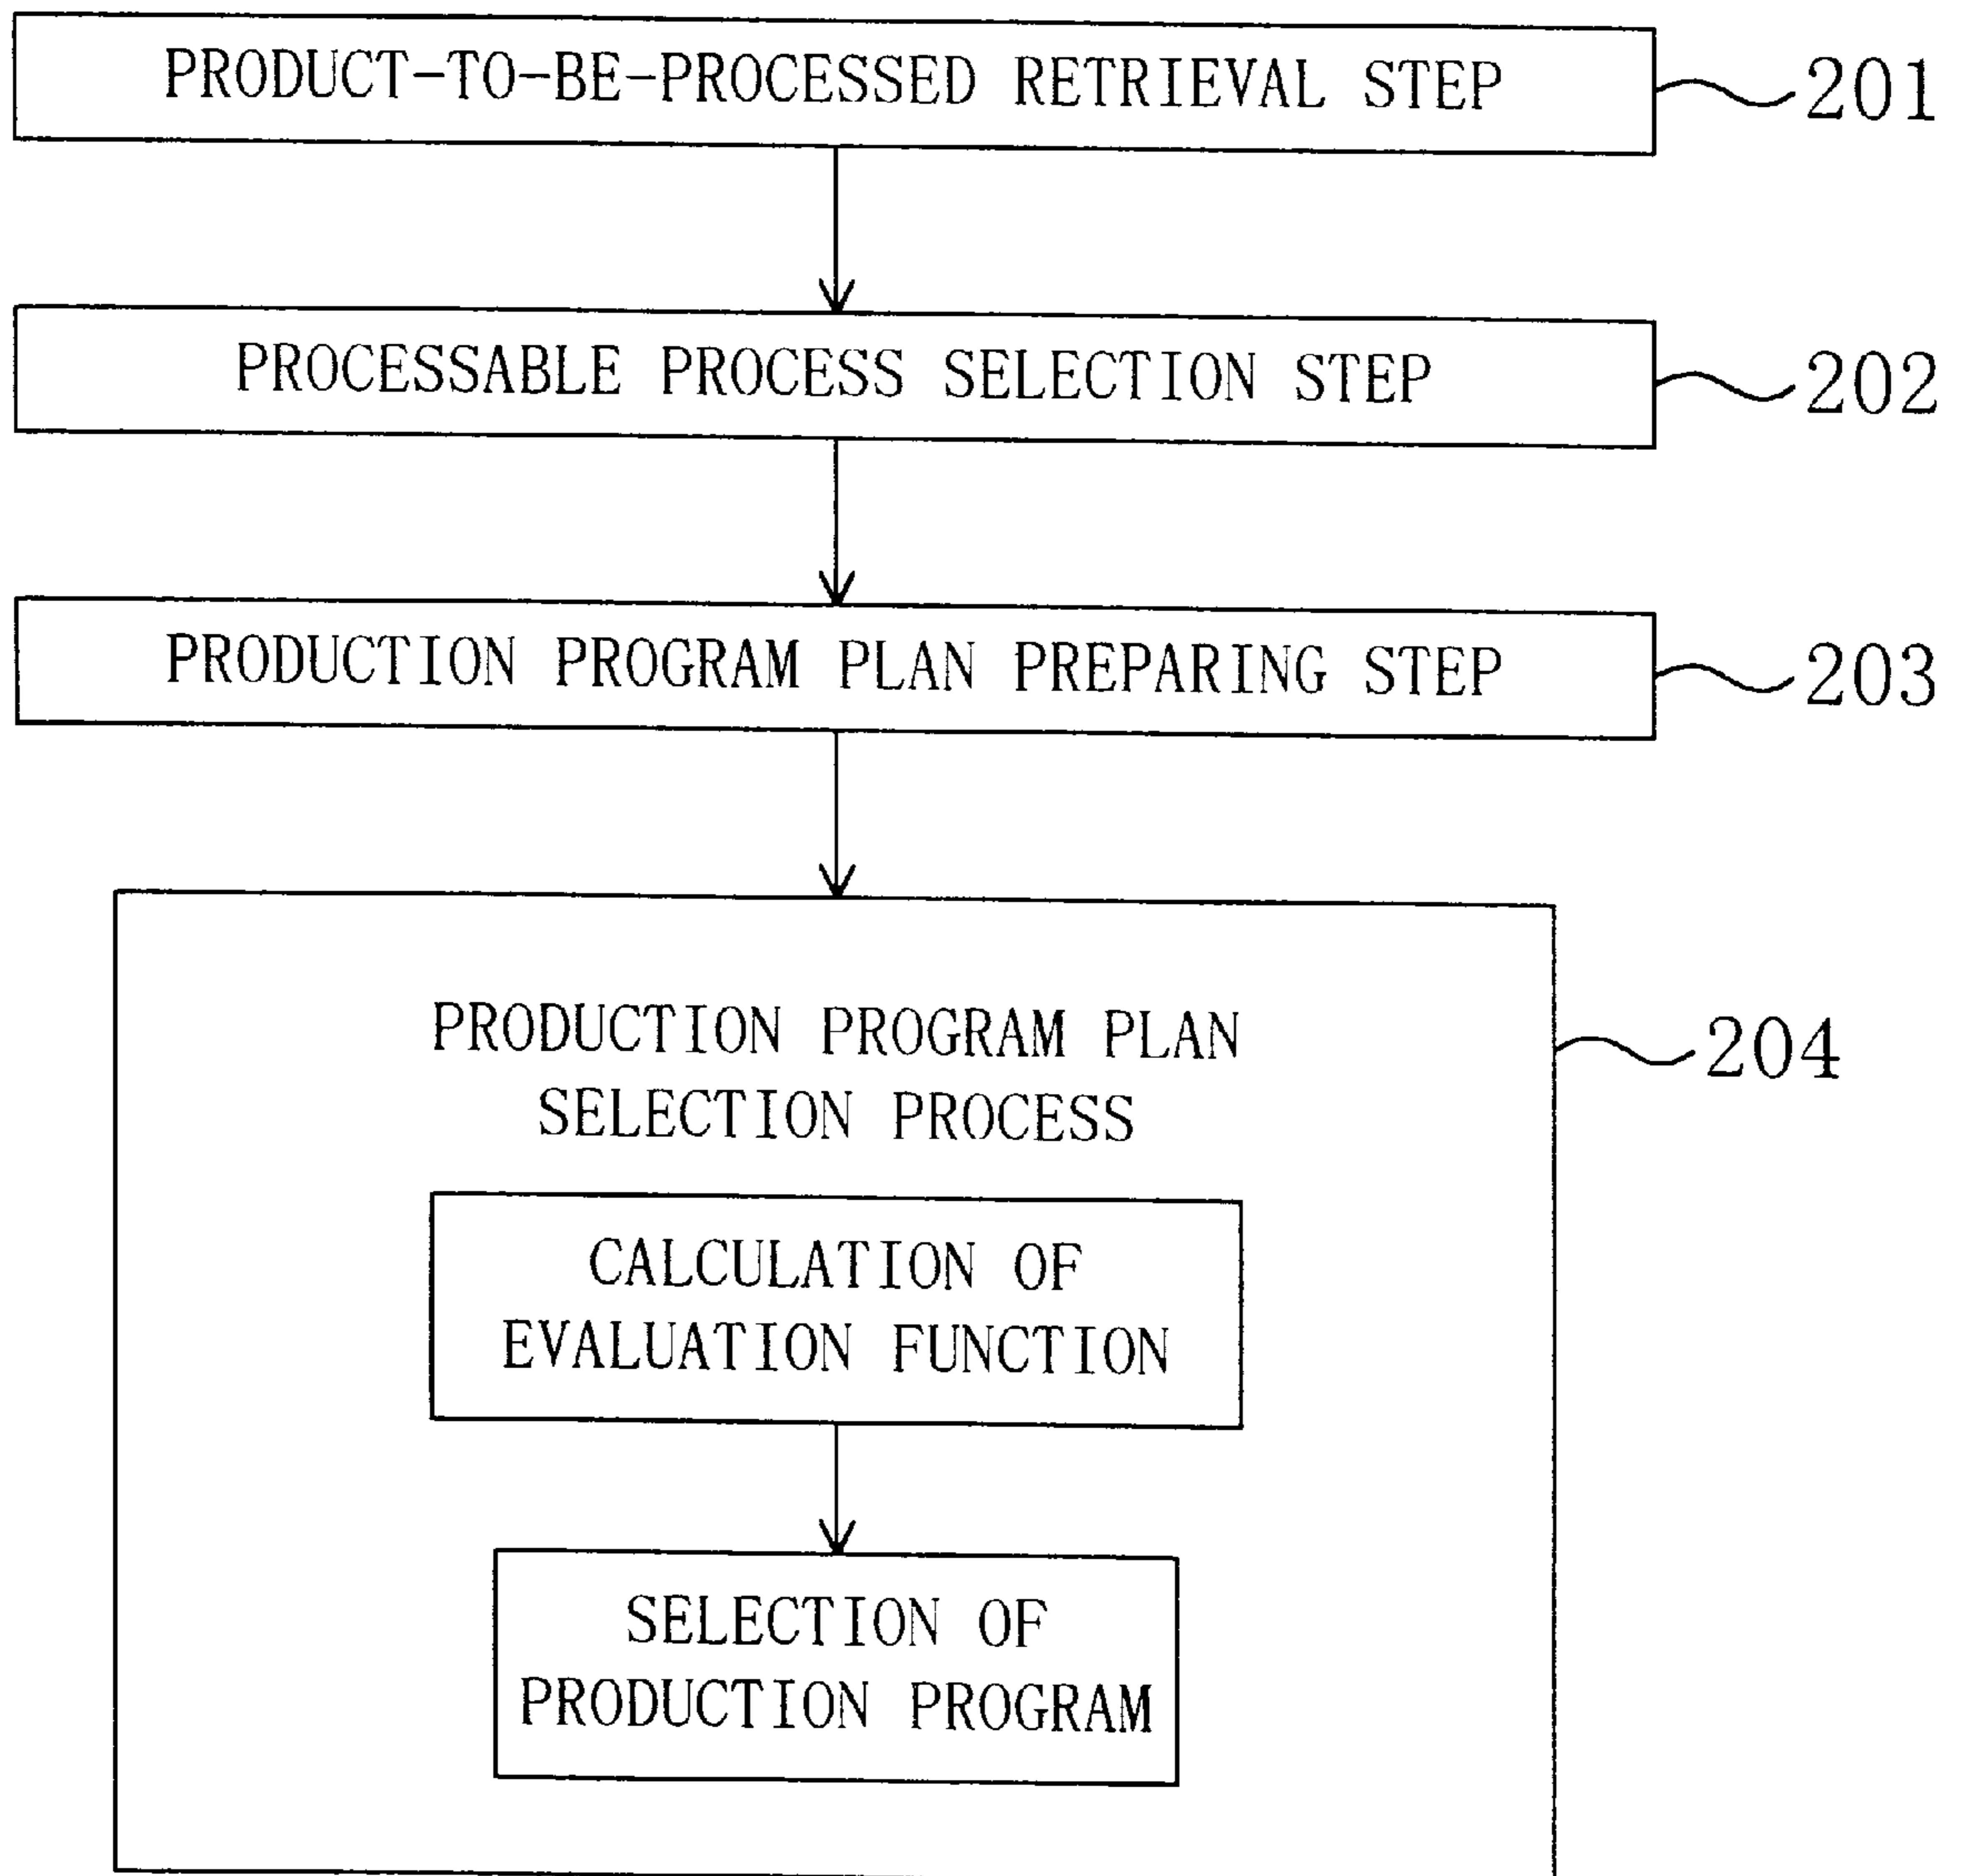 PRODUCT-TO-BE-PROCESSED RETRIEVAL STEP
201
PROCESSABLE PROCESS SELECTION STEP
202
PRODUCTION PROGRAM PLAN PREPARING STEP
203
PRODUCTION PROGRAM PLAN
SELECTION PROCESS
204
CALCULATION OF
EVALUATION FUNCTION
SELECTION OF
PRODUCTION PROGRAM